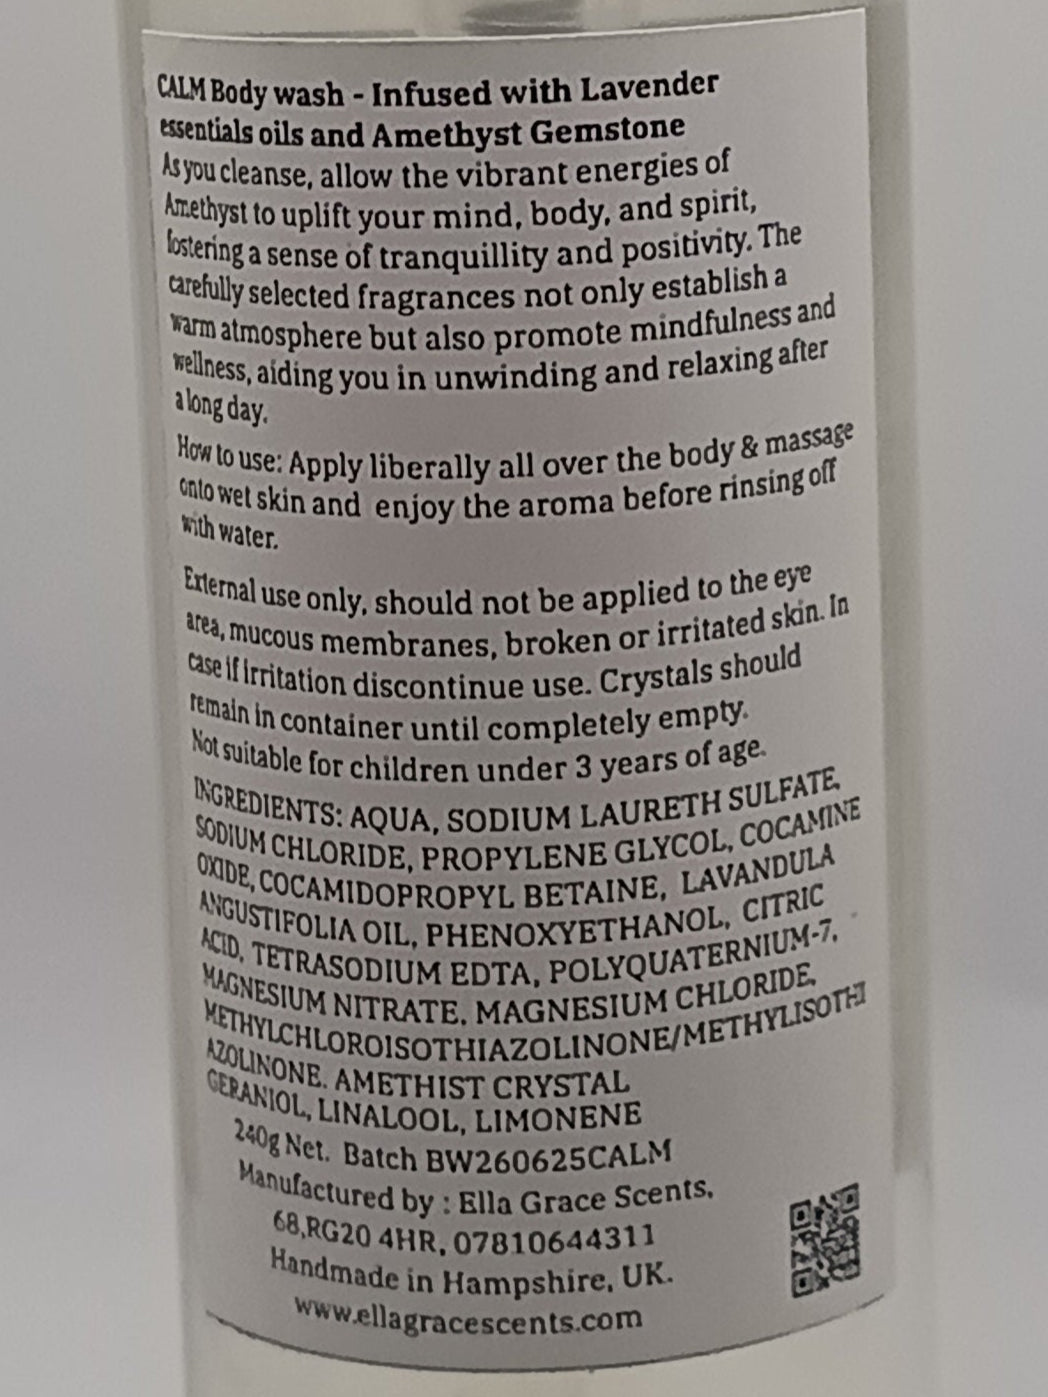 CALM Body wash - Infused with Lavender
essentials oils and Amethyst Gemstone
As you cleanse, allow the vibrant energies of
Amethyst to uplift your mind, body, and spirit,
fostering a sense of tranquillity and positivity. The
carefully selected fragrances not only establish a
warm atmosphere but also promote mindfulness and
wellness, aiding you in unwinding and relaxing after
a long day.
How to use: Apply liberally all over the body & massage
onto wet skin and enjoy the aroma before rinsing off
with water.
External use only, should not be applied to the eye
area, mucous membranes, broken or irritated skin. In
case if irritation discontinue use. Crystals should
remain in container until completely empty.
Not suitable for children under 3 years of age.
INGREDIENTS: AQUA, SODIUM LAURETH SULFATE,
SODIUM CHLORIDE, PROPYLENE GLYCOL, COCAMINE
OXIDE, COCAMIDOPROPYL BETAINE, LAVANDULA
ANGUSTIFOLIA OIL, PHENOXYETHANOL, CITRIC
ACID, TETRASODIUM EDTA, POLYQUATERNIUM-7,
MAGNESIUM NITRATE. MAGNESIUM CHLORIDE,
METHYLCHLOROISOTHIAZOLINONE/METHYLISOTHI
AZOLINONE. AMETHIST CRYSTAL
GERANIOL, LINALOOL, LIMONENE
240g Net. Batch BW260625CALM
Manufactured by : Ella Grace Scents,
68,RG20 4HR, 07810644311
Handmade in Hampshire, UK.
www.ellagracescents.com